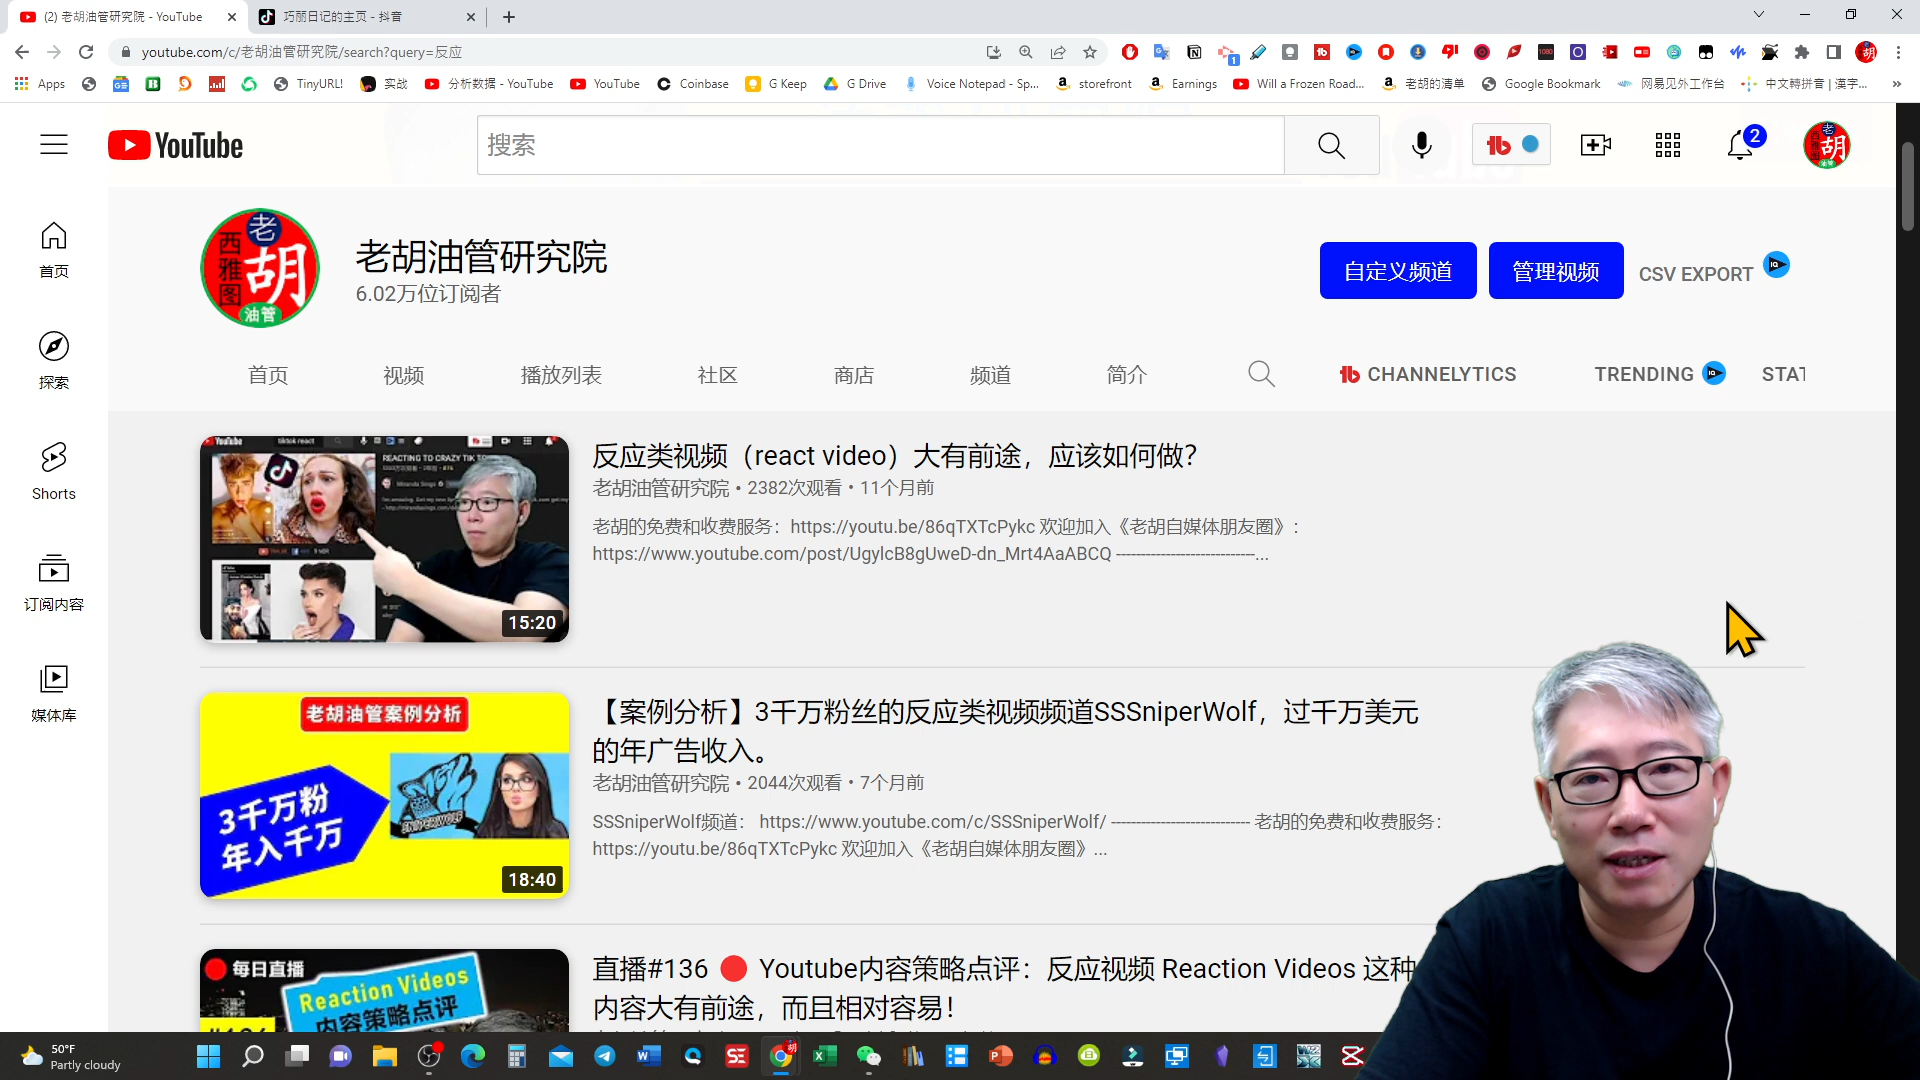 (2) 老胡油管研究院 - YouTube
巧丽日记的主页 - 抖音
youtube.com/c/老胡油管研究院/search?query=反应
Apps
TinyURL!
实战
分析数据 - YouTube
YouTube
Coinbase
G Keep
G Drive
Voice Notepad - Sp...
storefront
Earnings
Will a Frozen Road...
老胡的清单
Google Bookmark
网易见外工作台
中文轉拼音 | 漢字...
YouTube
搜索
2
老胡油管研究院
6.02万位订阅者
自定义频道
管理视频
CSV EXPORT
老
西雅图
胡
油管
首页
视频
播放列表
社区
商店
频道
简介
CHANNELYTICS
TRENDING
STAT
首页
探索
Shorts
订阅内容
媒体库
反应类视频（react video）大有前途，应该如何做?
老胡油管研究院 • 2382次观看 • 11个月前
老胡的免费和收费服务：https://youtu.be/86qTXTcPykc 欢迎加入《老胡自媒体朋友圈》:
https://www.youtube.com/post/UgylcB8gUweD-dn_Mrt4AaABCQ ----------------------------...
YouTube
tiktok react
REACTING TO CRAZY TIK TO
15:20
【案例分析】3千万粉丝的反应类视频频道SSSniperWolf，过千万美元
的年广告收入。
老胡油管研究院 • 2044次观看 • 7个月前
SSSniperWolf频道： https://www.youtube.com/c/SSSniperWolf/ ---------------------------- 老胡的免费和收费服务：
https://youtu.be/86qTXTcPykc 欢迎加入《老胡自媒体朋友圈》...
老胡油管案例分析
3千万粉
年入千万
SNIPERWOLF
18:40
直播#136 🔴 Youtube内容策略点评：反应视频 Reaction Videos 这种
内容大有前途，而且相对容易！
每日直播
Reaction Videos
内容策略点评
#136
50°F
Partly cloudy